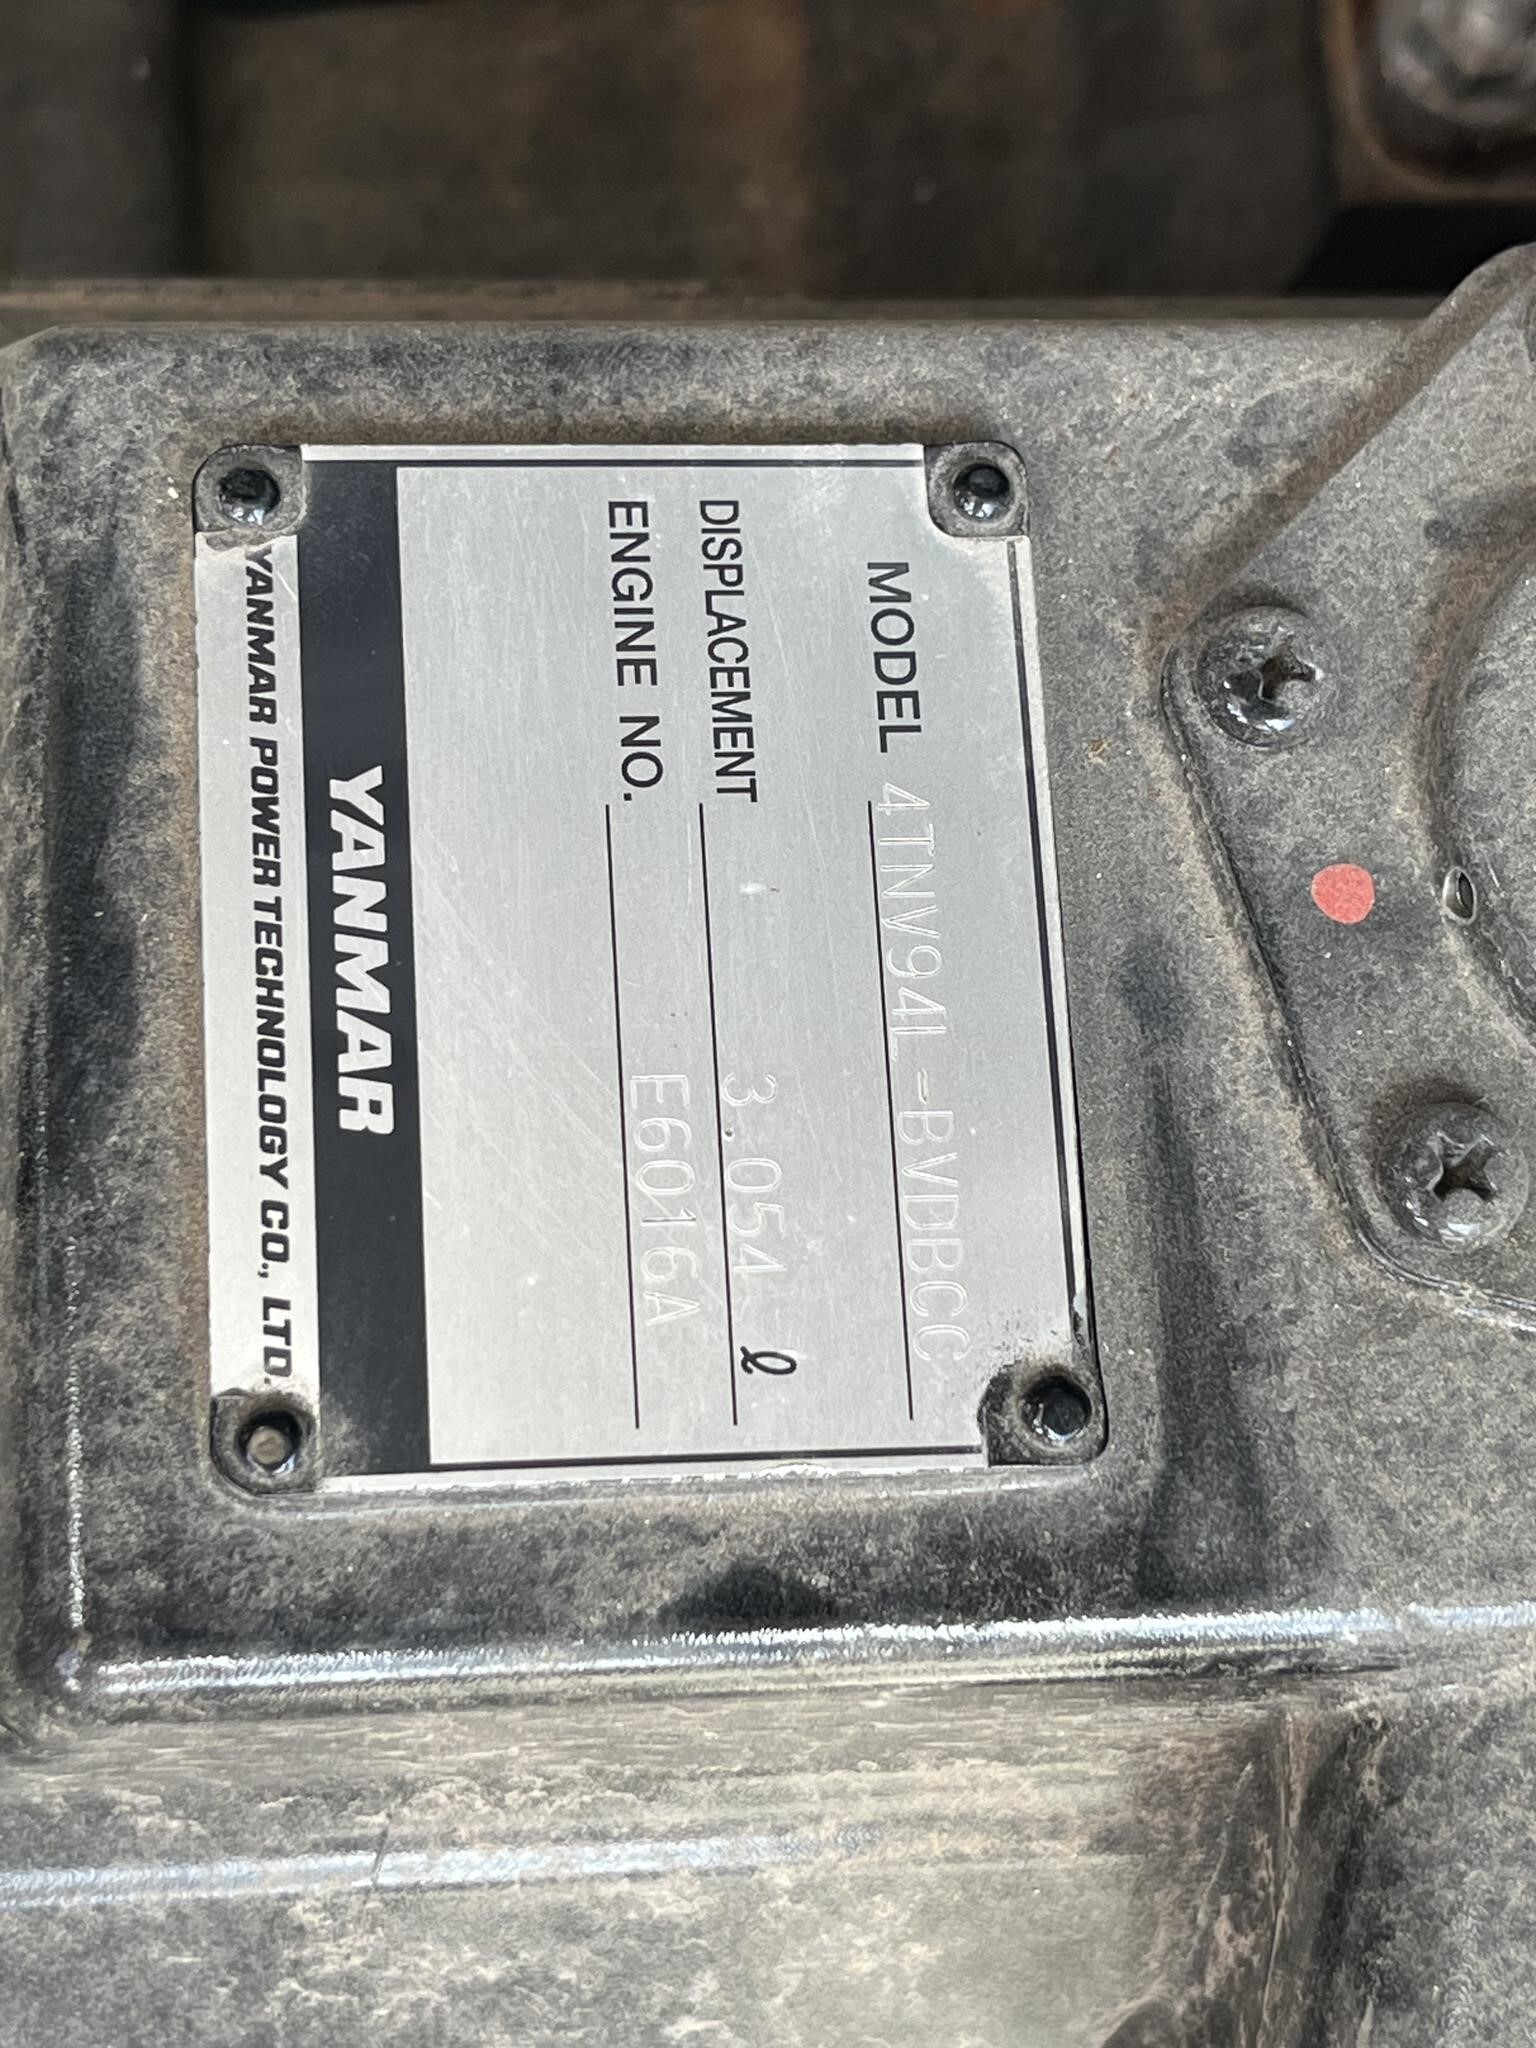 MODEL 4TNV94L-BVDBCC
DISPLACEMENT 3.054 ℓ
ENGINE NO. E6016A
YANMAR
YANMAR POWER TECHNOLOGY CO., LTD.